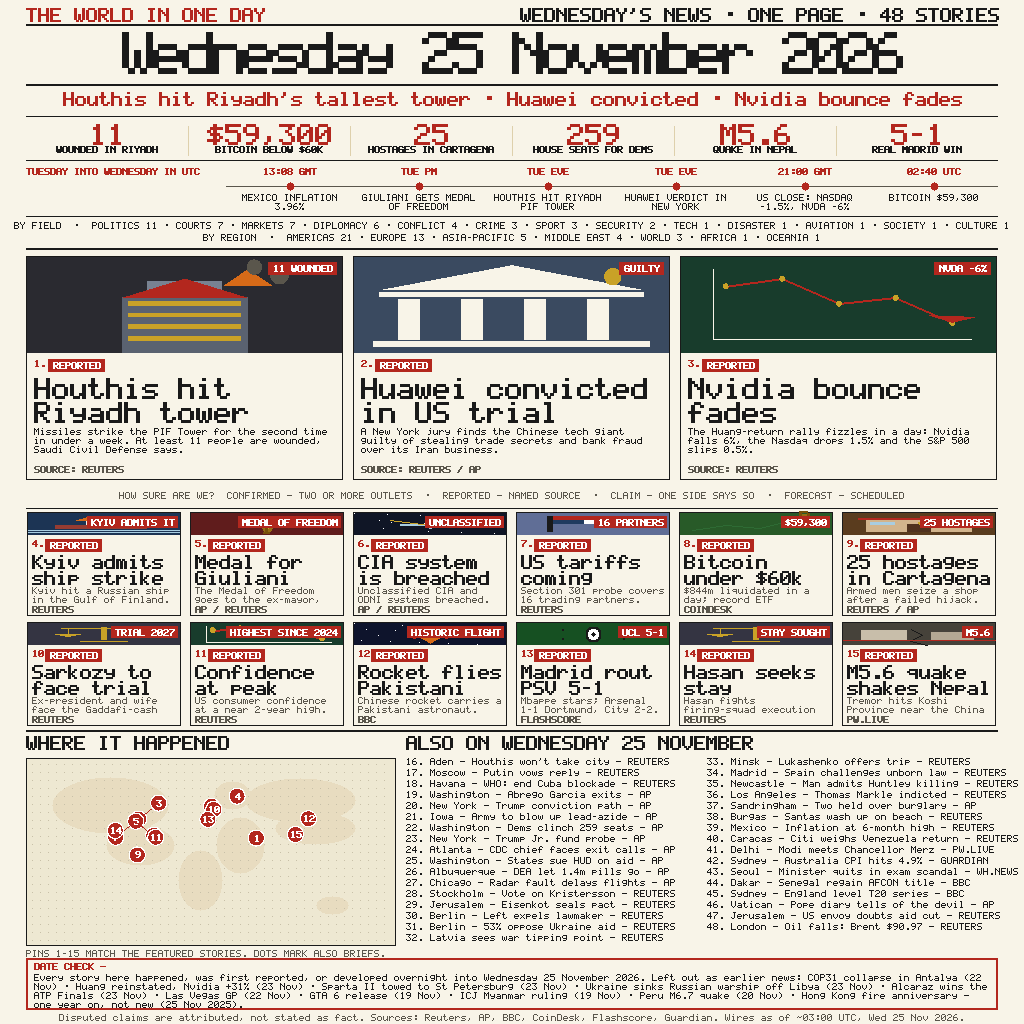 THE WORLD IN ONE DAY
WEDNESDAY'S NEWS • ONE PAGE • 48 STORIES
Wednesday 25 November 2026
Houthis hit Riyadh's tallest tower • Huawei convicted • Nvidia bounce fades
11
WOUNDED IN RIYADH
$59,300
BITCOIN BELOW $60K
25
HOSTAGES IN CARTAGENA
259
HOUSE SEATS FOR DEMS
M5.6
QUAKE IN NEPAL
5-1
REAL MADRID WIN
TUESDAY INTO WEDNESDAY IN UTC
13:08 GMT
MEXICO INFLATION
3.96%
TUE PM
GIULIANI GETS MEDAL
OF FREEDOM
TUE EVE
HOUTHIS HIT RIYADH
PIF TOWER
TUE EVE
HUAWEI VERDICT IN
NEW YORK
21:00 GMT
US CLOSE: NASDAQ
-1.5%, NVDA -6%
02:40 UTC
BITCOIN $59,300
BY FIELD • POLITICS 11 • COURTS 7 • MARKETS 7 • DIPLOMACY 6 • CONFLICT 4 • CRIME 3 • SPORT 3 • SECURITY 2 • TECH 1 • DISASTER 1 • AVIATION 1 • SOCIETY 1 • CULTURE 1
BY REGION • AMERICAS 21 • EUROPE 13 • ASIA-PACIFIC 5 • MIDDLE EAST 4 • WORLD 3 • AFRICA 1 • OCEANIA 1
11 WOUNDED
1. REPORTED
Houthis hit
Riyadh tower
Missiles strike the PIF Tower for the second time
in under a week. At least 11 people are wounded,
Saudi Civil Defense says.
SOURCE: REUTERS
GUILTY
2. REPORTED
Huawei convicted
in US trial
A New York jury finds the Chinese tech giant
guilty of stealing trade secrets and bank fraud
over its Iran business.
SOURCE: REUTERS / AP
NVDA -6%
3. REPORTED
Nvidia bounce
fades
The Huang-return rally fizzles in a day: Nvidia
falls 6%, the Nasdaq drops 1.5% and the S&P 500
slips 0.5%.
SOURCE: REUTERS
HOW SURE ARE WE? CONFIRMED - TWO OR MORE OUTLETS • REPORTED - NAMED SOURCE • CLAIM - ONE SIDE SAYS SO • FORECAST - SCHEDULED
KYIV ADMITS IT
4. REPORTED
Kyiv admits
ship strike
Kyiv hit a Russian ship
in the Gulf of Finland.
REUTERS
MEDAL OF FREEDOM
5. REPORTED
Medal for
Giuliani
The Medal of Freedom
goes to the ex-mayor,
AP / REUTERS
UNCLASSIFIED
6. REPORTED
CIA system
is breached
Unclassified CIA and
ODNI systems breached.
AP / REUTERS
16 PARTNERS
7. REPORTED
US tariffs
coming
Section 301 probe covers
16 trading partners.
REUTERS
$59,300
8. REPORTED
Bitcoin
under $60k
$844m liquidated in a
day; record ETF
COINDESK
25 HOSTAGES
9. REPORTED
25 hostages
in Cartagena
Armed men seize a shop
after a failed hijack.
REUTERS / AP
TRIAL 2027
10 REPORTED
Sarkozy to
face trial
Ex-president and wife
face the Gaddafi-cash
REUTERS
HIGHEST SINCE 2024
11 REPORTED
Confidence
at peak
US consumer confidence
at a near 2-year high.
REUTERS
HISTORIC FLIGHT
12 REPORTED
Rocket flies
Pakistani
Chinese rocket carries a
Pakistani astronaut.
BBC
UCL 5-1
13 REPORTED
Madrid rout
PSV 5-1
Mbappe stars; Arsenal
1-1 Dortmund, City 2-2.
FLASHSCORE
STAY SOUGHT
14 REPORTED
Hasan seeks
stay
Hasan fights
firing-squad execution
REUTERS
M5.6
15 REPORTED
M5.6 quake
shakes Nepal
Tremor hits Koshi
Province near the China
PW.LIVE
WHERE IT HAPPENED
3
4
5
10
13
12
14
11
15
1
9
PINS 1-15 MATCH THE FEATURED STORIES. DOTS MARK ALSO BRIEFS.
ALSO ON WEDNESDAY 25 NOVEMBER
16. Aden - Houthis won't take city - REUTERS
17. Moscow - Putin vows reply - REUTERS
18. Havana - WHO: end Cuba blockade - REUTERS
19. Washington - Abrego Garcia exits - AP
20. New York - Trump conviction path - AP
21. Iowa - Army to blow up lead-azide - AP
22. Washington - Dems clinch 259 seats - AP
23. New York - Trump Jr. fund probe - AP
24. Atlanta - CDC chief faces exit calls - AP
25. Washington - States sue HUD on aid - AP
26. Albuquerque - DEA let 1.4m pills go - AP
27. Chicago - Radar fault delays flights - AP
28. Stockholm - Vote on Kristersson - REUTERS
29. Jerusalem - Eisenkot seals pact - REUTERS
30. Berlin - Left expels lawmaker - REUTERS
31. Berlin - 53% oppose Ukraine aid - REUTERS
32. Latvia sees war tipping point - REUTERS
33. Minsk - Lukashenko offers trip - REUTERS
34. Madrid - Spain challenges unborn law - REUTERS
35. Newcastle - Man admits Huntley killing - REUTERS
36. Los Angeles - Thomas Markle indicted - REUTERS
37. Sandringham - Two held over burglary - AP
38. Burgas - Santas wash up on beach - REUTERS
39. Mexico - Inflation at 6-month high - REUTERS
40. Caracas - Citi weighs Venezuela return - REUTERS
41. Delhi - Modi meets Chancellor Merz - PW.LIVE
42. Sydney - Australia CPI hits 4.9% - GUARDIAN
43. Seoul - Minister quits in exam scandal - WH.NEWS
44. Dakar - Senegal regain AFCON title - BBC
45. Sydney - England level T20 series - BBC
46. Vatican - Pope diary tells of the devil - AP
47. Jerusalem - US envoy doubts aid cut - REUTERS
48. London - Oil falls: Brent $90.97 - REUTERS
DATE CHECK -
Every story here happened, was first reported, or developed overnight into Wednesday 25 November 2026. Left out as earlier news: COP31 collapse in Antalya (22
Nov) • Huang reinstated, Nvidia +31% (23 Nov) • Sparta II towed to St Petersburg (23 Nov) • Ukraine sinks Russian warship off Libya (23 Nov) • Alcaraz wins the
ATP Finals (23 Nov) • Las Vegas GP (22 Nov) • GTA 6 release (19 Nov) • ICJ Myanmar ruling (19 Nov) • Peru M6.7 quake (20 Nov) • Hong Kong fire anniversary -
one year on, not new (25 Nov 2025).
Disputed claims are attributed, not stated as fact. Sources: Reuters, AP, BBC, CoinDesk, Flashscore, Guardian. Wires as of ~03:00 UTC, Wed 25 Nov 2026.